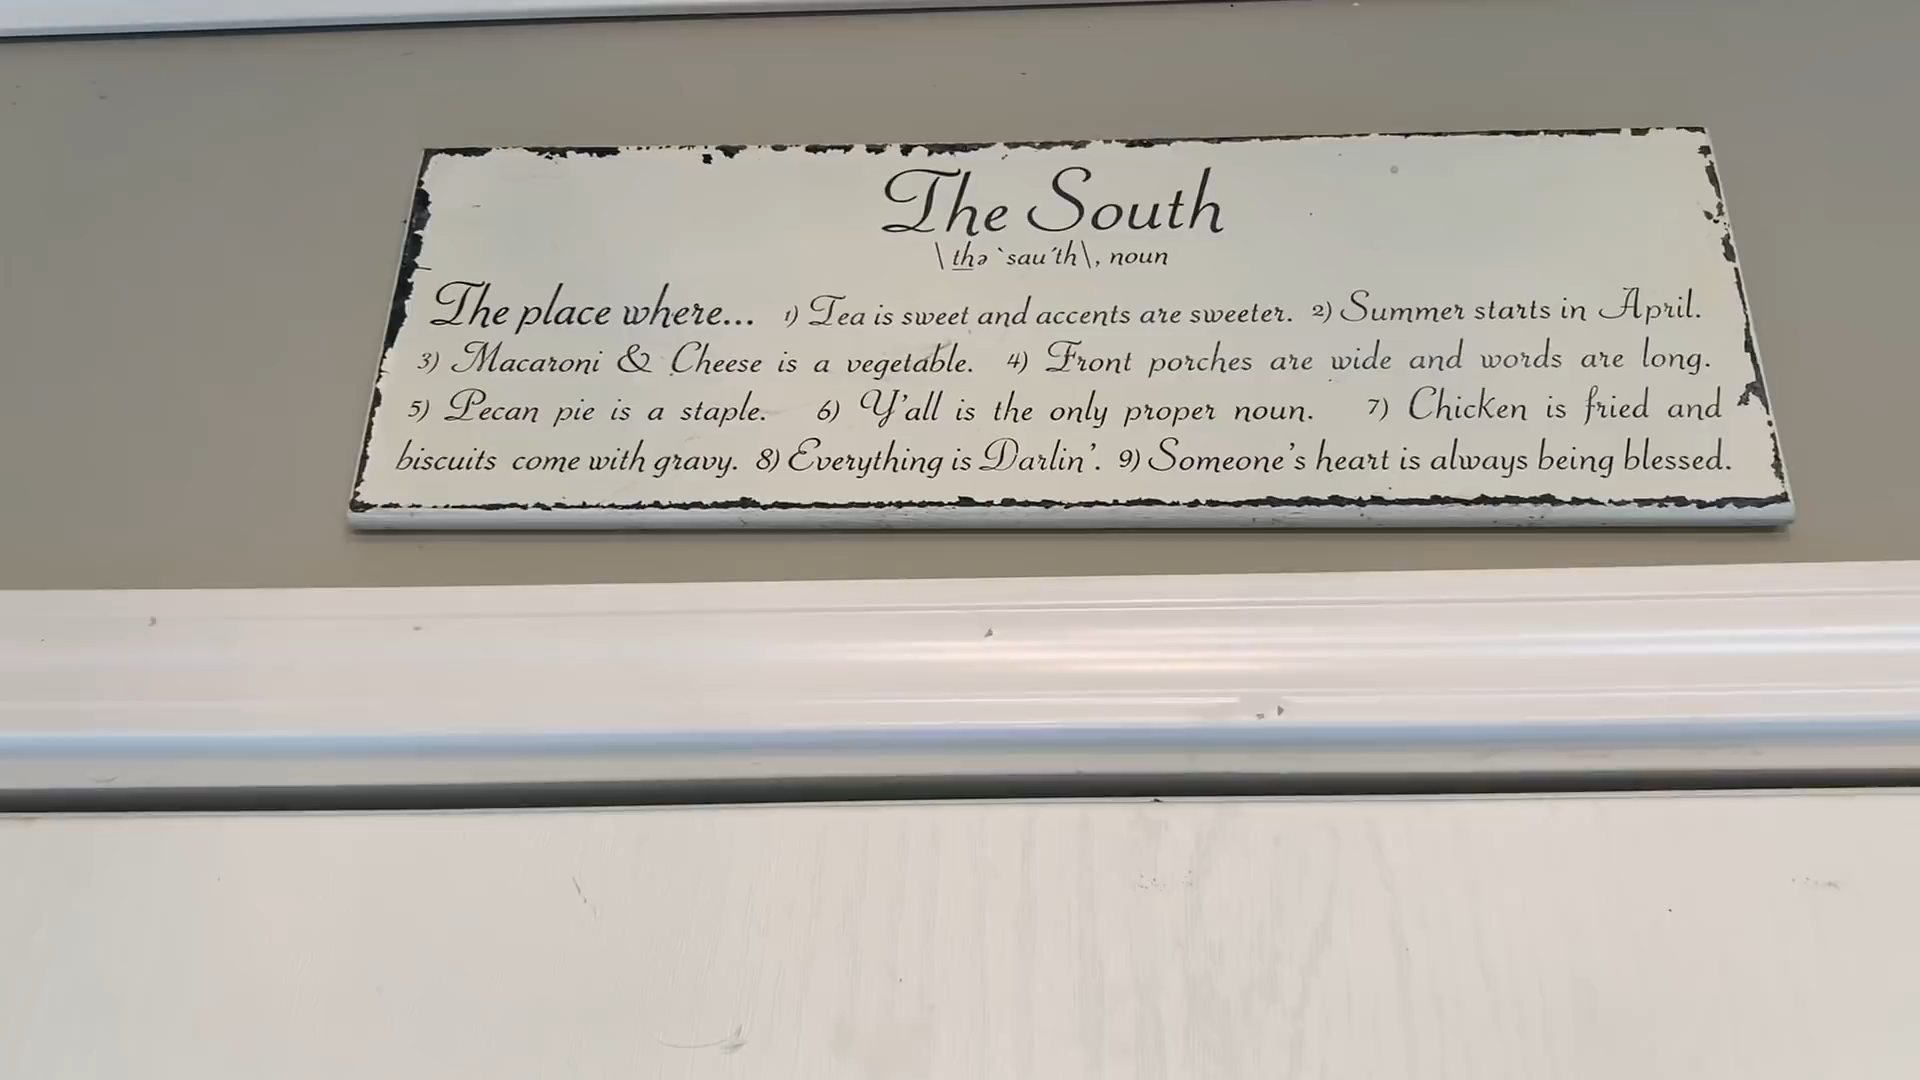 The South
\ thə `sau´th \, noun
The place where... 1) Tea is sweet and accents are sweeter. 2) Summer starts in April.
3) Macaroni & Cheese is a vegetable. 4) Front porches are wide and words are long.
5) Pecan pie is a staple. 6) Y'all is the only proper noun. 7) Chicken is fried and
biscuits come with gravy. 8) Everything is Darlin'. 9) Someone's heart is always being blessed.